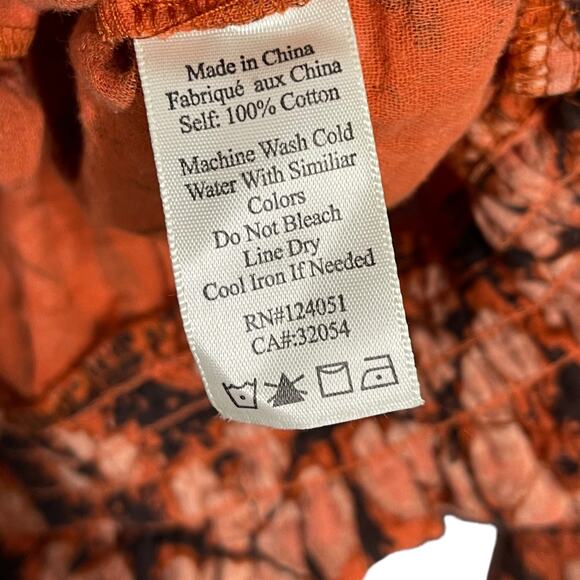 Made in China
Fabriqué aux China
Self: 100% Cotton
Machine Wash Cold
Water With Similiar
Colors
Do Not Bleach
Line Dry
Cool Iron If Needed
RN#124051
CA#:32054